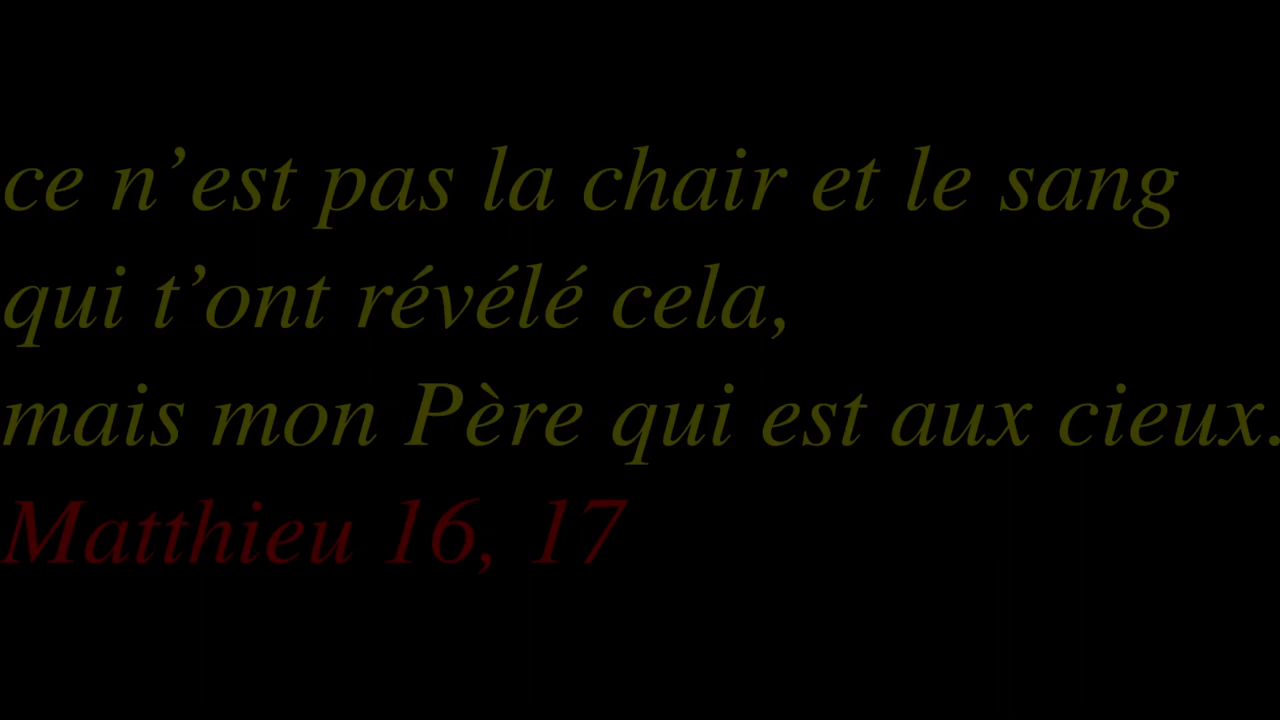 ce n’est pas la chair et le sang
qui t’ont révélé cela,
mais mon Père qui est aux cieux.
Matthieu 16, 17